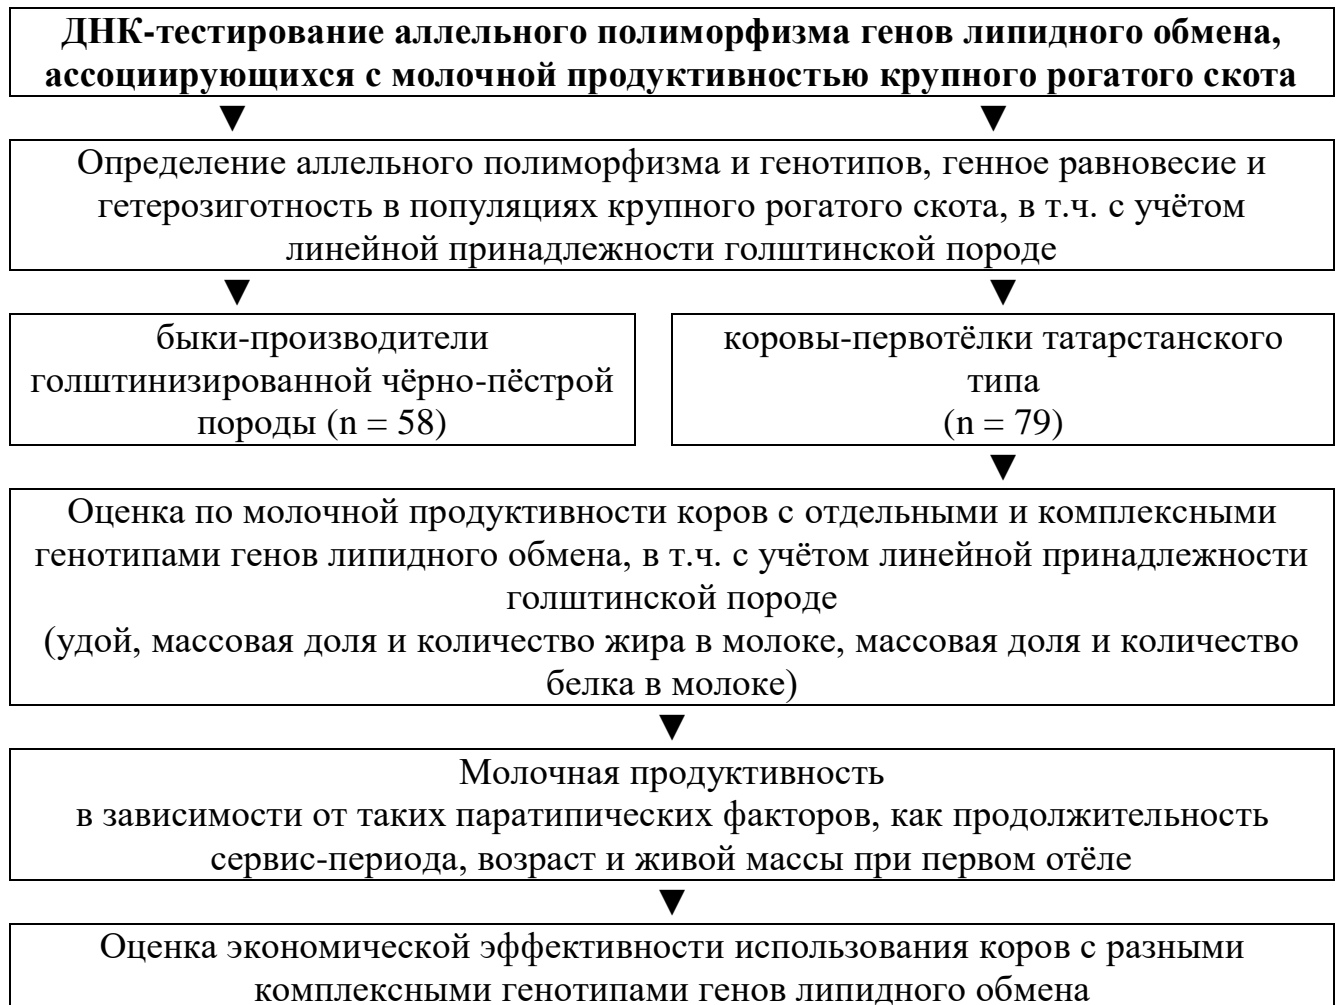 ДНК-тестирование аллельного полиморфизма генов липидного обмена,
ассоциирующихся с молочной продуктивностью крупного рогатого скота
Определение аллельного полиморфизма и генотипов, генное равновесие и
гетерозиготность в популяциях крупного рогатого скота, в т.ч. с учётом
линейной принадлежности голштинской породе
быки-производители
голштинизированной чёрно-пёстрой
породы (n = 58)
коровы-первотёлки татарстанского
типа
(n = 79)
Оценка по молочной продуктивности коров с отдельными и комплексными
генотипами генов липидного обмена, в т.ч. с учётом линейной принадлежности
голштинской породе
(удой, массовая доля и количество жира в молоке, массовая доля и количество
белка в молоке)
Молочная продуктивность
в зависимости от таких паратипических факторов, как продолжительность
сервис-периода, возраст и живой массы при первом отёле
Оценка экономической эффективности использования коров с разными
комплексными генотипами генов липидного обмена